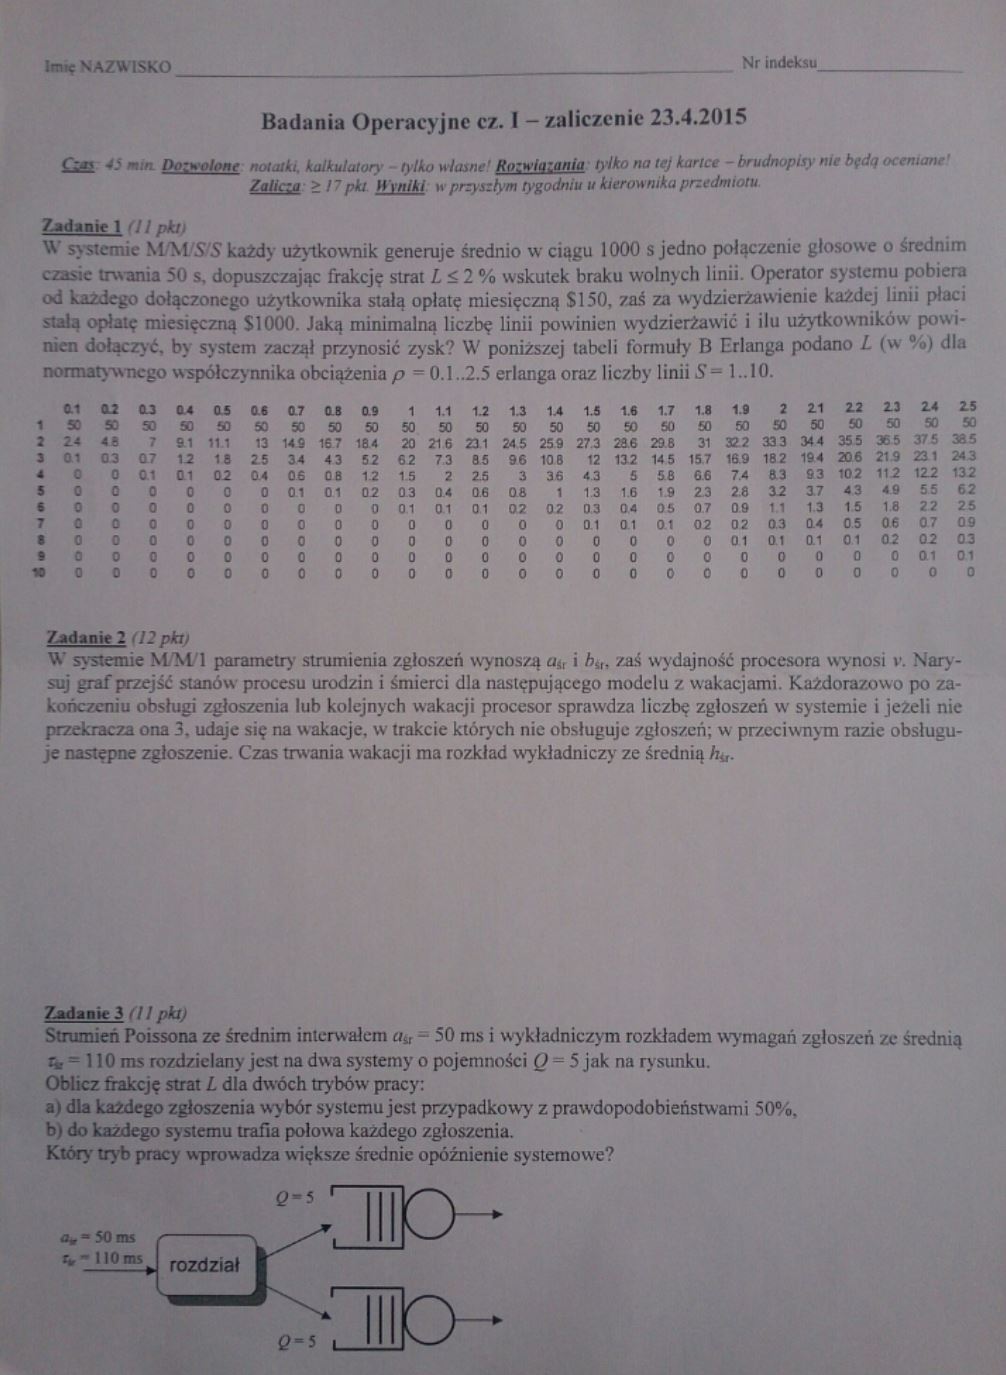 Imię NAZWISKO Nr indeksu
Badania Operacyjne cz. I – zaliczenie 23.4.2015
Czas: 45 min. Dozwolone: notatki, kalkulatory – tylko własne! Rozwiązania: tylko na tej kartce – brudnopisy nie będą oceniane!
Zalicza: ≥ 17 pkt. Wyniki: w przyszłym tygodniu u kierownika przedmiotu.
Zadanie 1 (11 pkt)
W systemie M/M/S/S każdy użytkownik generuje średnio w ciągu 1000 s jedno połączenie głosowe o średnim
czasie trwania 50 s, dopuszczając frakcję strat L ≤ 2 % wskutek braku wolnych linii. Operator systemu pobiera
od każdego dołączonego użytkownika stałą opłatę miesięczną $150, zaś za wydzierżawienie każdej linii płaci
stałą opłatę miesięczną $1000. Jaką minimalną liczbę linii powinien wydzierżawić i ilu użytkowników powi-
nien dołączyć, by system zaczął przynosić zysk? W poniższej tabeli formuły B Erlanga podano L (w %) dla
normatywnego współczynnika obciążenia ρ = 0.1..2.5 erlanga oraz liczby linii S = 1..10.
0.1 0.2 0.3 0.4 0.5 0.6 0.7 0.8 0.9 1 1.1 1.2 1.3 1.4 1.5 1.6 1.7 1.8 1.9 2 2.1 2.2 2.3 2.4 2.5
1 50 50 50 50 50 50 50 50 50 50 50 50 50 50 50 50 50 50 50 50 50 50 50 50 50
2 2.4 4.8 7 9.1 11.1 13 14.9 16.7 18.4 20 21.6 23.1 24.5 25.9 27.3 28.6 29.8 31 32.2 33.3 34.4 35.5 36.5 37.5 38.5
3 0.1 0.3 0.7 1.2 1.8 2.5 3.4 4.3 5.2 6.2 7.3 8.5 9.6 10.8 12 13.2 14.5 15.7 16.9 18.2 19.4 20.6 21.9 23.1 24.3
4 0 0 0.1 0.1 0.2 0.4 0.6 0.8 1.2 1.5 2 2.5 3 3.6 4.3 5 5.8 6.6 7.4 8.3 9.3 10.2 11.2 12.2 13.2
5 0 0 0 0 0 0 0.1 0.1 0.2 0.3 0.4 0.6 0.8 1 1.3 1.6 1.9 2.3 2.8 3.2 3.7 4.3 4.9 5.5 6.2
6 0 0 0 0 0 0 0 0 0 0.1 0.1 0.1 0.2 0.2 0.3 0.4 0.5 0.7 0.9 1.1 1.3 1.5 1.8 2.2 2.5
7 0 0 0 0 0 0 0 0 0 0 0 0 0 0 0.1 0.1 0.1 0.2 0.2 0.3 0.4 0.5 0.6 0.7 0.9
8 0 0 0 0 0 0 0 0 0 0 0 0 0 0 0 0 0 0 0.1 0.1 0.1 0.1 0.2 0.2 0.3
9 0 0 0 0 0 0 0 0 0 0 0 0 0 0 0 0 0 0 0 0 0 0 0 0.1 0.1
10 0 0 0 0 0 0 0 0 0 0 0 0 0 0 0 0 0 0 0 0 0 0 0 0 0
Zadanie 2 (12 pkt)
W systemie M/M/1 parametry strumienia zgłoszeń wynoszą aśr i bśr, zaś wydajność procesora wynosi v. Nary-
suj graf przejść stanów procesu urodzin i śmierci dla następującego modelu z wakacjami. Każdorazowo po za-
kończeniu obsługi zgłoszenia lub kolejnych wakacji procesor sprawdza liczbę zgłoszeń w systemie i jeżeli nie
przekracza ona 3, udaje się na wakacje, w trakcie których nie obsługuje zgłoszeń; w przeciwnym razie obsługu-
je następne zgłoszenie. Czas trwania wakacji ma rozkład wykładniczy ze średnią hśr.
Zadanie 3 (11 pkt)
Strumień Poissona ze średnim interwałem aśr = 50 ms i wykładniczym rozkładem wymagań zgłoszeń ze średnią
τśr = 110 ms rozdzielany jest na dwa systemy o pojemności Q = 5 jak na rysunku.
Oblicz frakcję strat L dla dwóch trybów pracy:
a) dla każdego zgłoszenia wybór systemu jest przypadkowy z prawdopodobieństwami 50%,
b) do każdego systemu trafia połowa każdego zgłoszenia.
Który tryb pracy wprowadza większe średnie opóźnienie systemowe?
Q = 5
aśr = 50 ms
τśr = 110 ms
rozdział
Q = 5